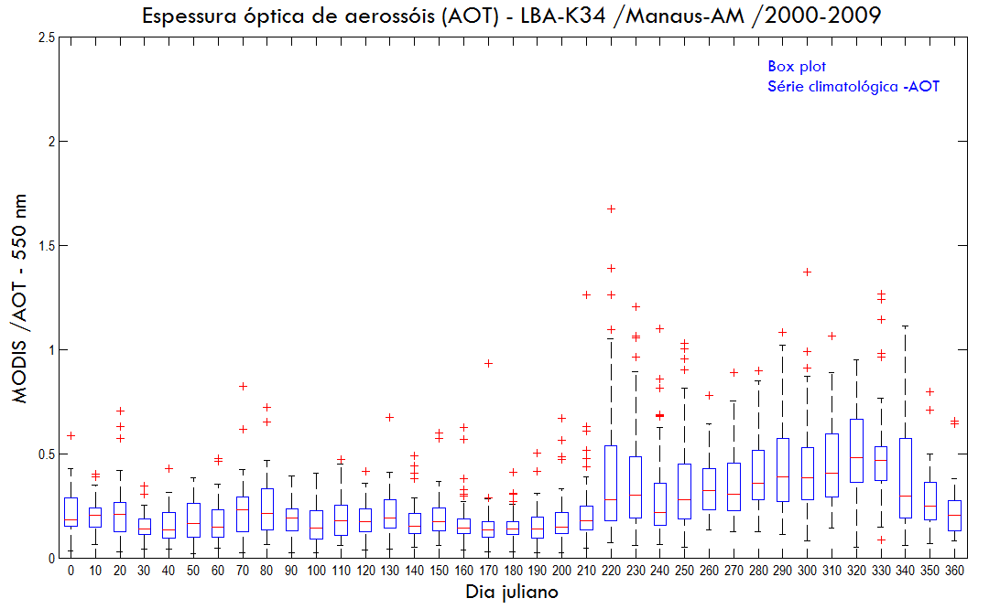 Espessura óptica de aerossóis (AOT) - LBA-K34 /Manaus-AM /2000-2009
2.5
Box plot
Série climatológica -AOT
2
1.5
1
0.5
0
MODIS /AOT - 550 nm
0 10 20 30 40 50 60 70 80 90 100 110 120 130 140 150 160 170 180 190 200 210 220 230 240 250 260 270 280 290 300 310 320 330 340 350 360
Dia juliano